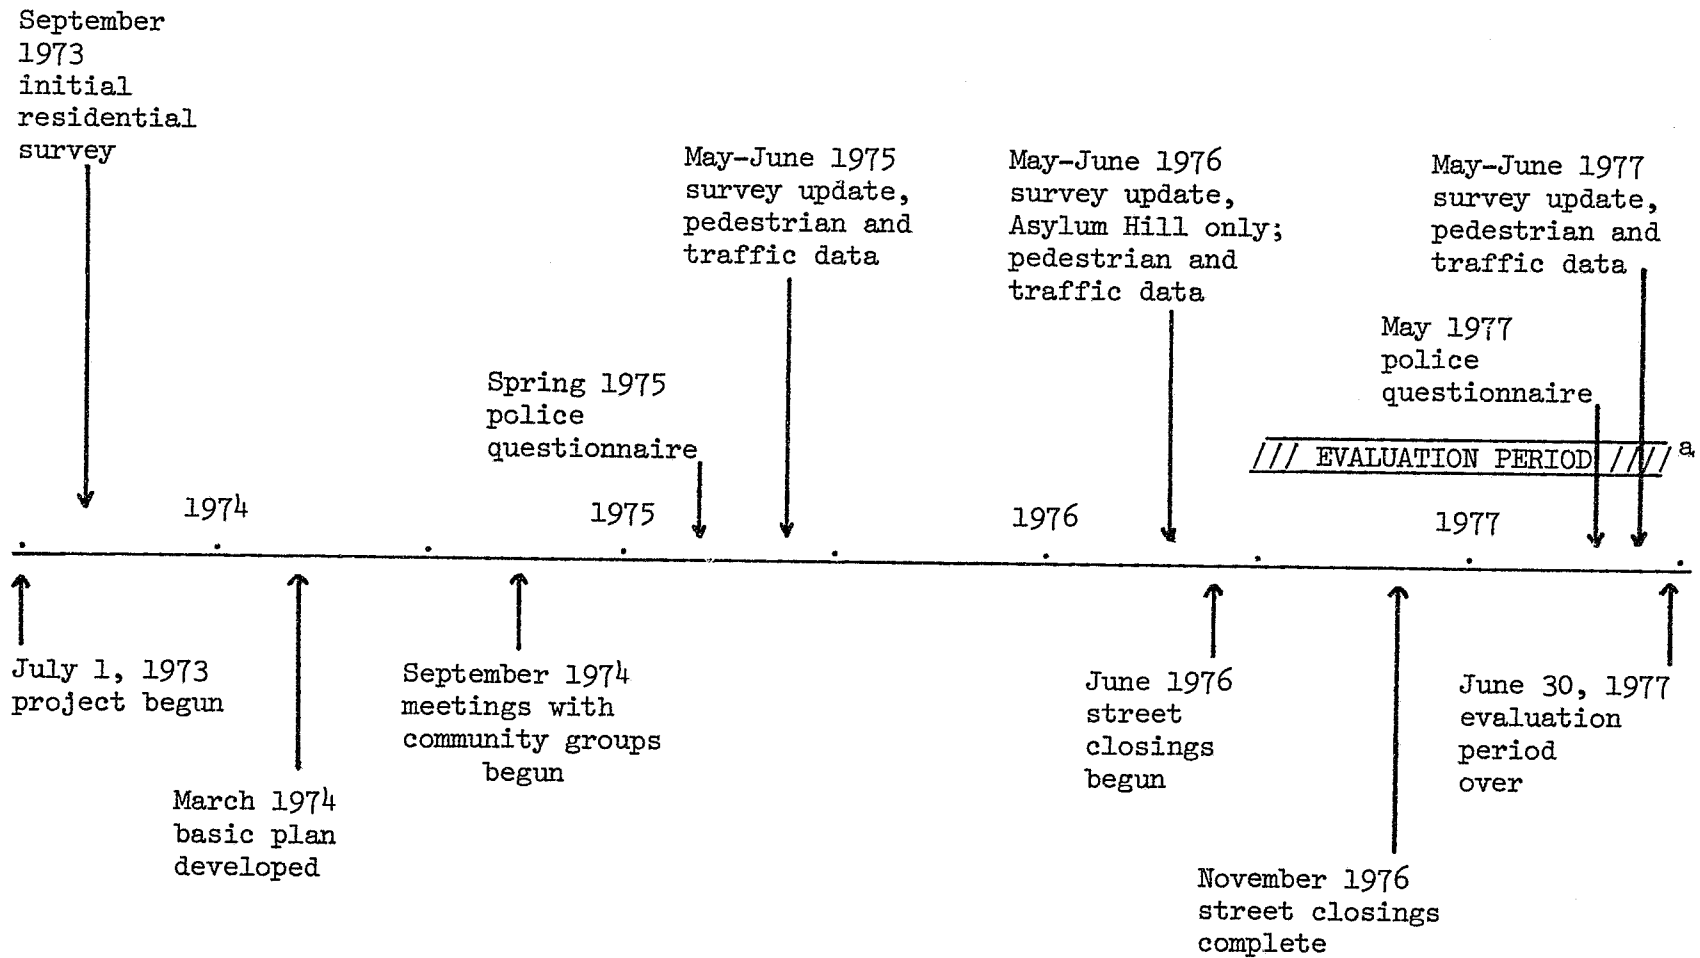 September
1973
initial
residential
survey
May-June 1975
survey update,
pedestrian and
traffic data
May-June 1976
survey update,
Asylum Hill only;
pedestrian and
traffic data
May-June 1977
survey update,
pedestrian and
traffic data
May 1977
police
questionnaire
Spring 1975
police
questionnaire
/// EVALUATION PERIOD //// a
1974
1975
1976
1977
July 1, 1973
project begun
March 1974
basic plan
developed
September 1974
meetings with
community groups
begun
June 1976
street
closings
begun
November 1976
street closings
complete
June 30, 1977
evaluation
period
over